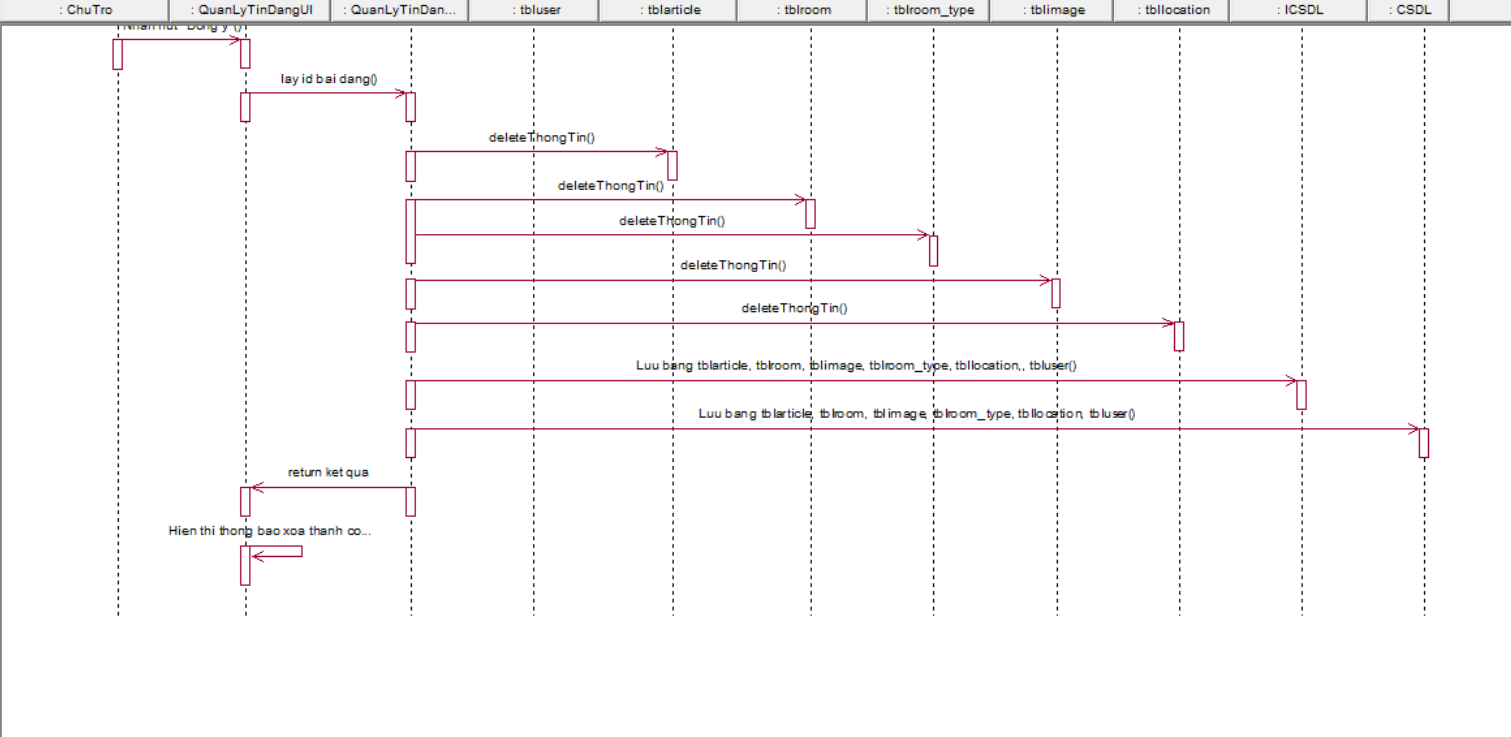 : ChuTro
: QuanLyTinDangUI
: QuanLyTinDan...
: tbluser
: tblarticle
: tblroom
: tblroom_type
: tblimage
: tbllocation
: ICSDL
: CSDL
lay id bai dang()
deleteThongTin()
deleteThongTin()
deleteThongTin()
deleteThongTin()
deleteThongTin()
Luu bang tblarticle, tblroom, tblimage, tblroom_type, tbllocation,, tbluser()
Luu bang tblarticle, tblroom, tblimage, tblroom_type, tbllocation, tbluser()
return ket qua
Hien thi thong bao xoa thanh co...